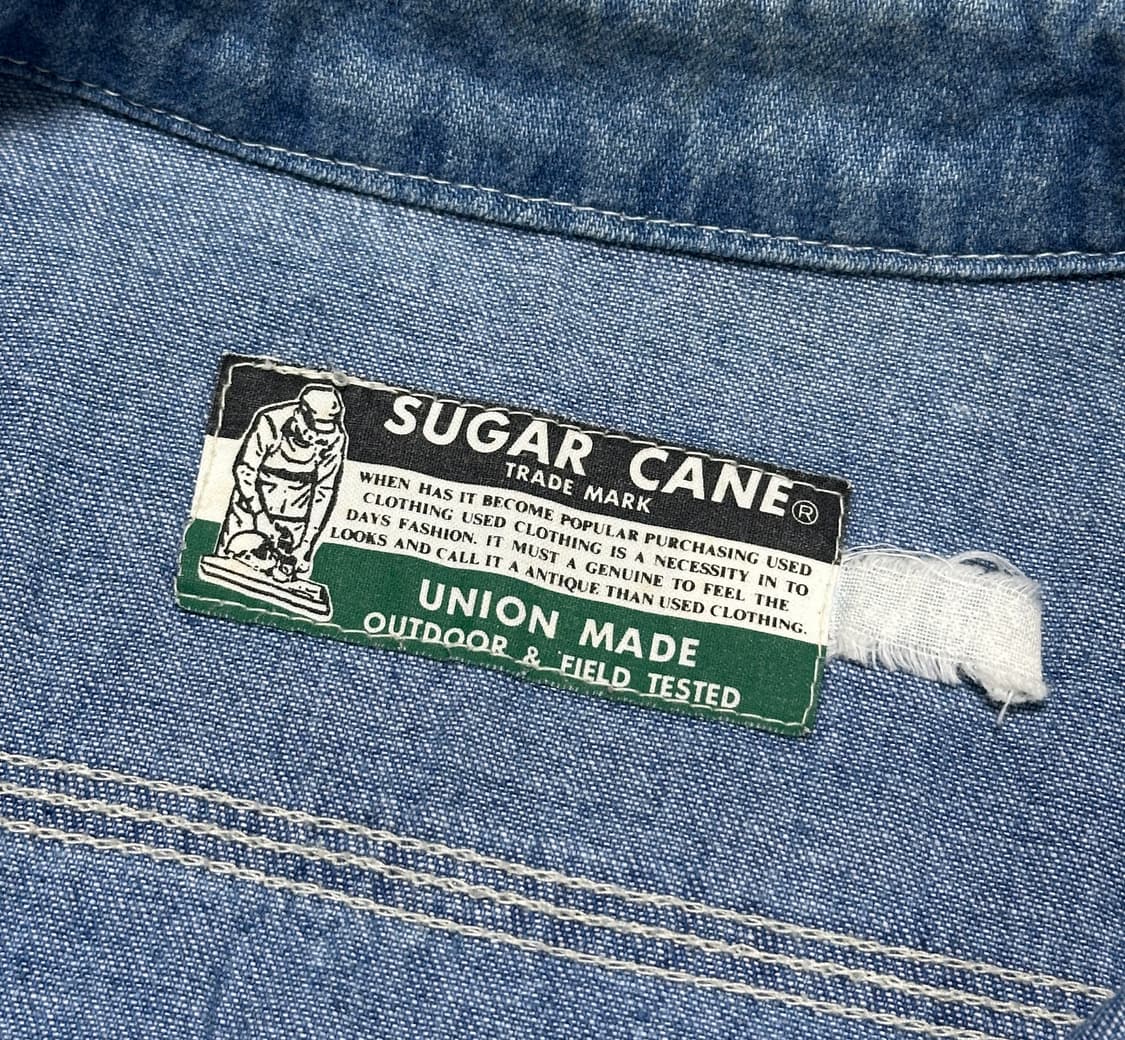 SUGAR CANE®
TRADE MARK
WHEN HAS IT BECOME POPULAR PURCHASING USED
CLOTHING USED CLOTHING IS A NECESSITY IN TO
DAYS FASHION. IT MUST A GENUINE TO FEEL THE
LOOKS AND CALL IT A ANTIQUE THAN USED CLOTHING.
UNION MADE
OUTDOOR & FIELD TESTED